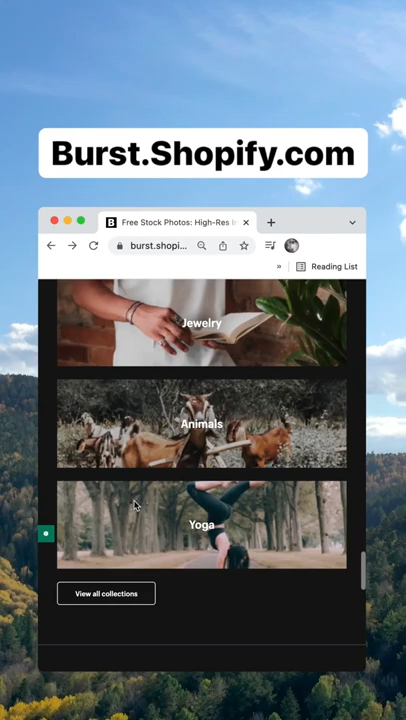 Burst.Shopify.com
B Free Stock Photos: High-Res I
burst.shopi...
» Reading List
Jewelry
Animals
Yoga
View all collections